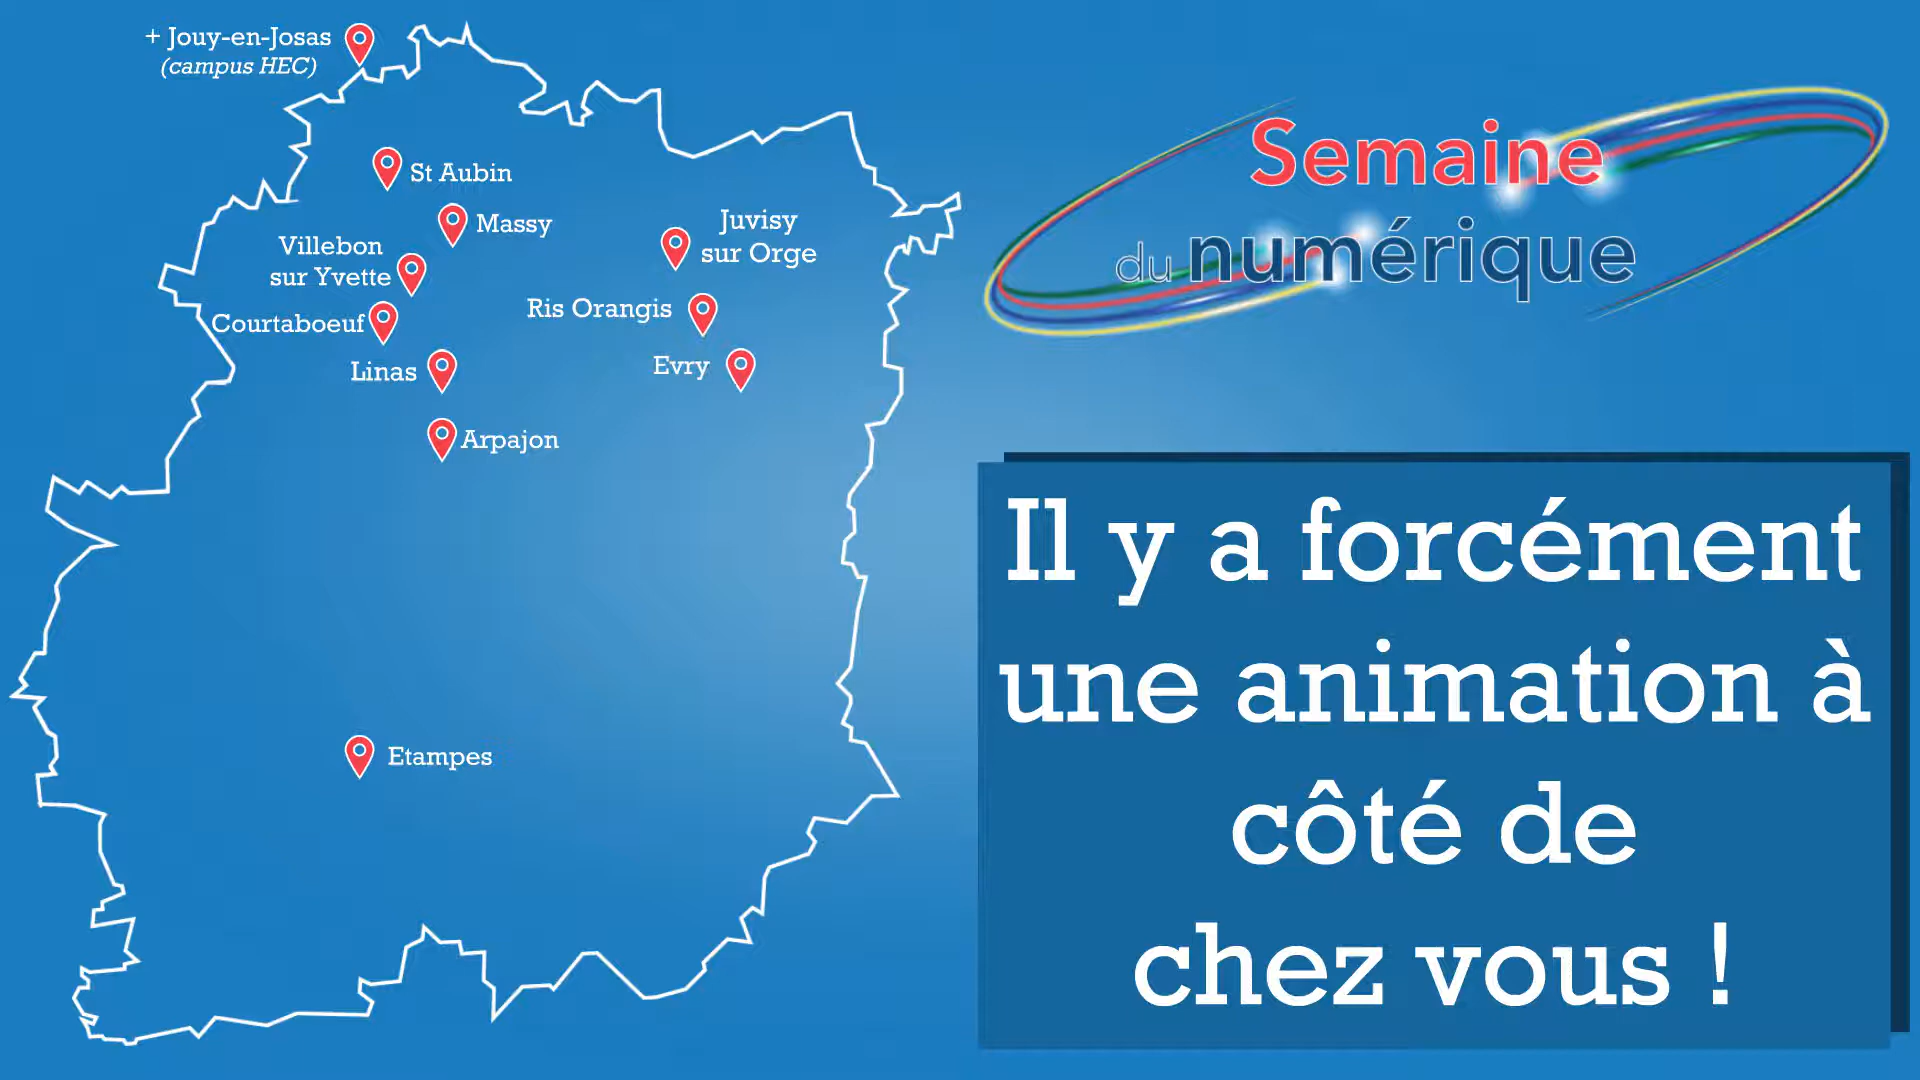 + Jouy-en-Josas
(campus HEC)
St Aubin
Massy
Villebon
sur Yvette
Courtaboeuf
Linas
Arpajon
Juvisy
sur Orge
Ris Orangis
Evry
Etampes
Semaine
du numérique
Il y a forcément
une animation à
côté de
chez vous !